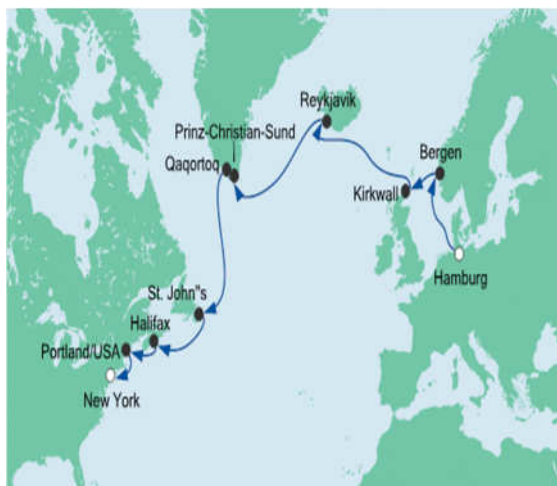 Reykjavik
Prinz-Christian-Sund
Qaqortoq
Bergen
Kirkwall
Hamburg
St. John"s
Halifax
Portland/USA
New York